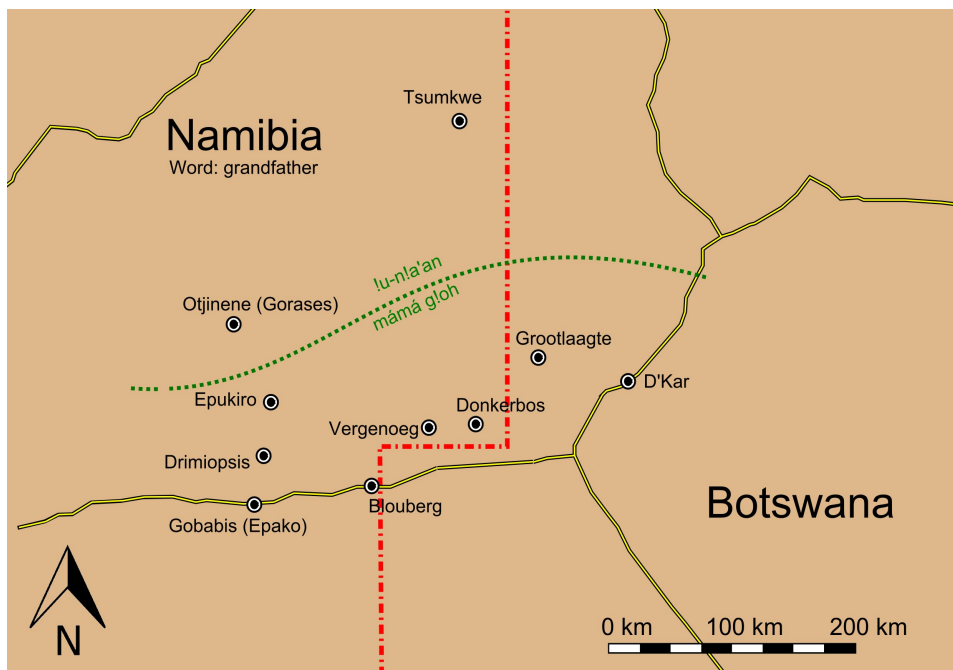 Tsumkwe
Namibia
Word: grandfather
!u-n!a'an
mámá g!oh
Otjinene (Gorases)
Grootlaagte
D'Kar
Epukiro
Donkerbos
Vergenoeg
Drimiopsis
Blouberg
Gobabis (Epako)
Botswana
N
0 km 100 km 200 km